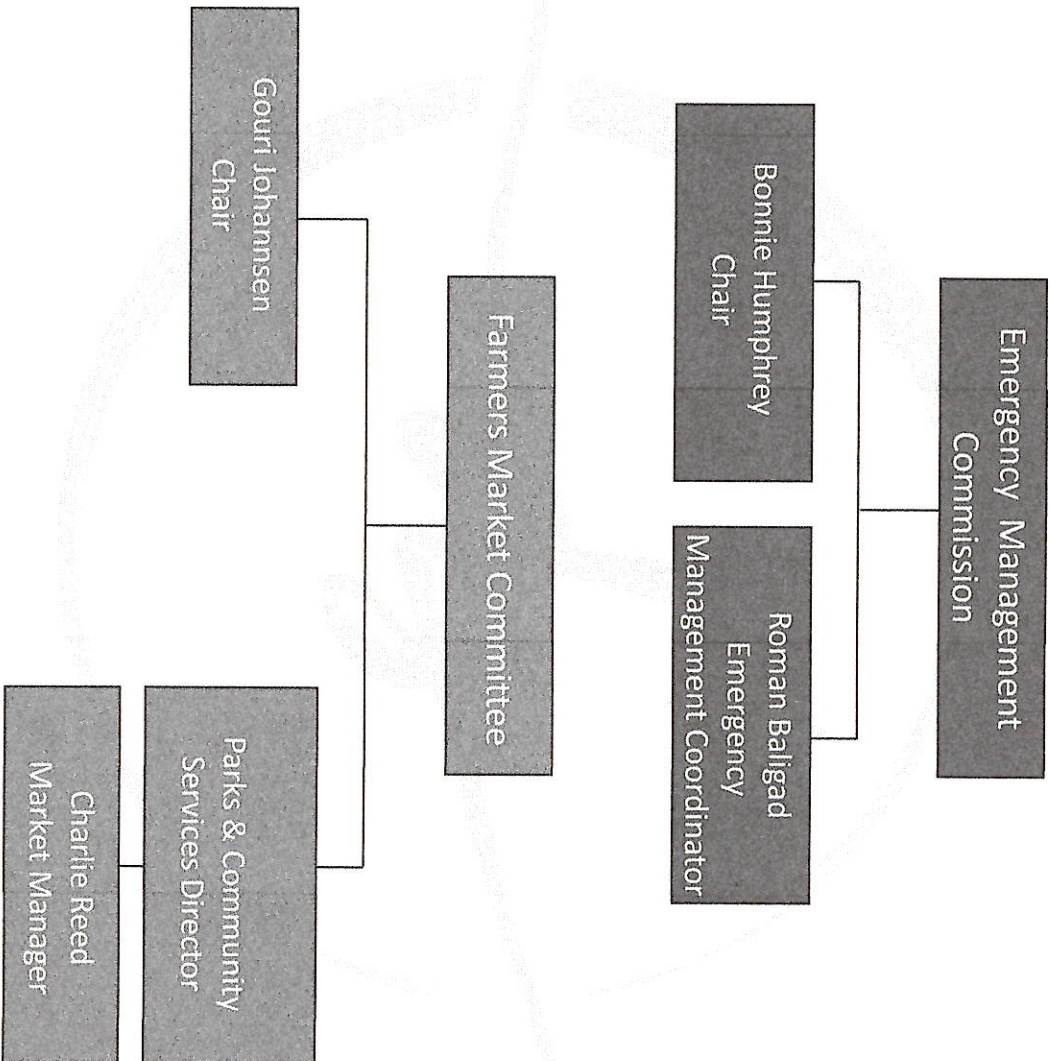 Emergency Management
Commission
Bonnie Humphrey
Chair
Roman Baligad
Emergency
Management Coordinator
Farmers Market Committee
Gouri Johannsen
Chair
Parks & Community
Services Director
Charlie Reed
Market Manager